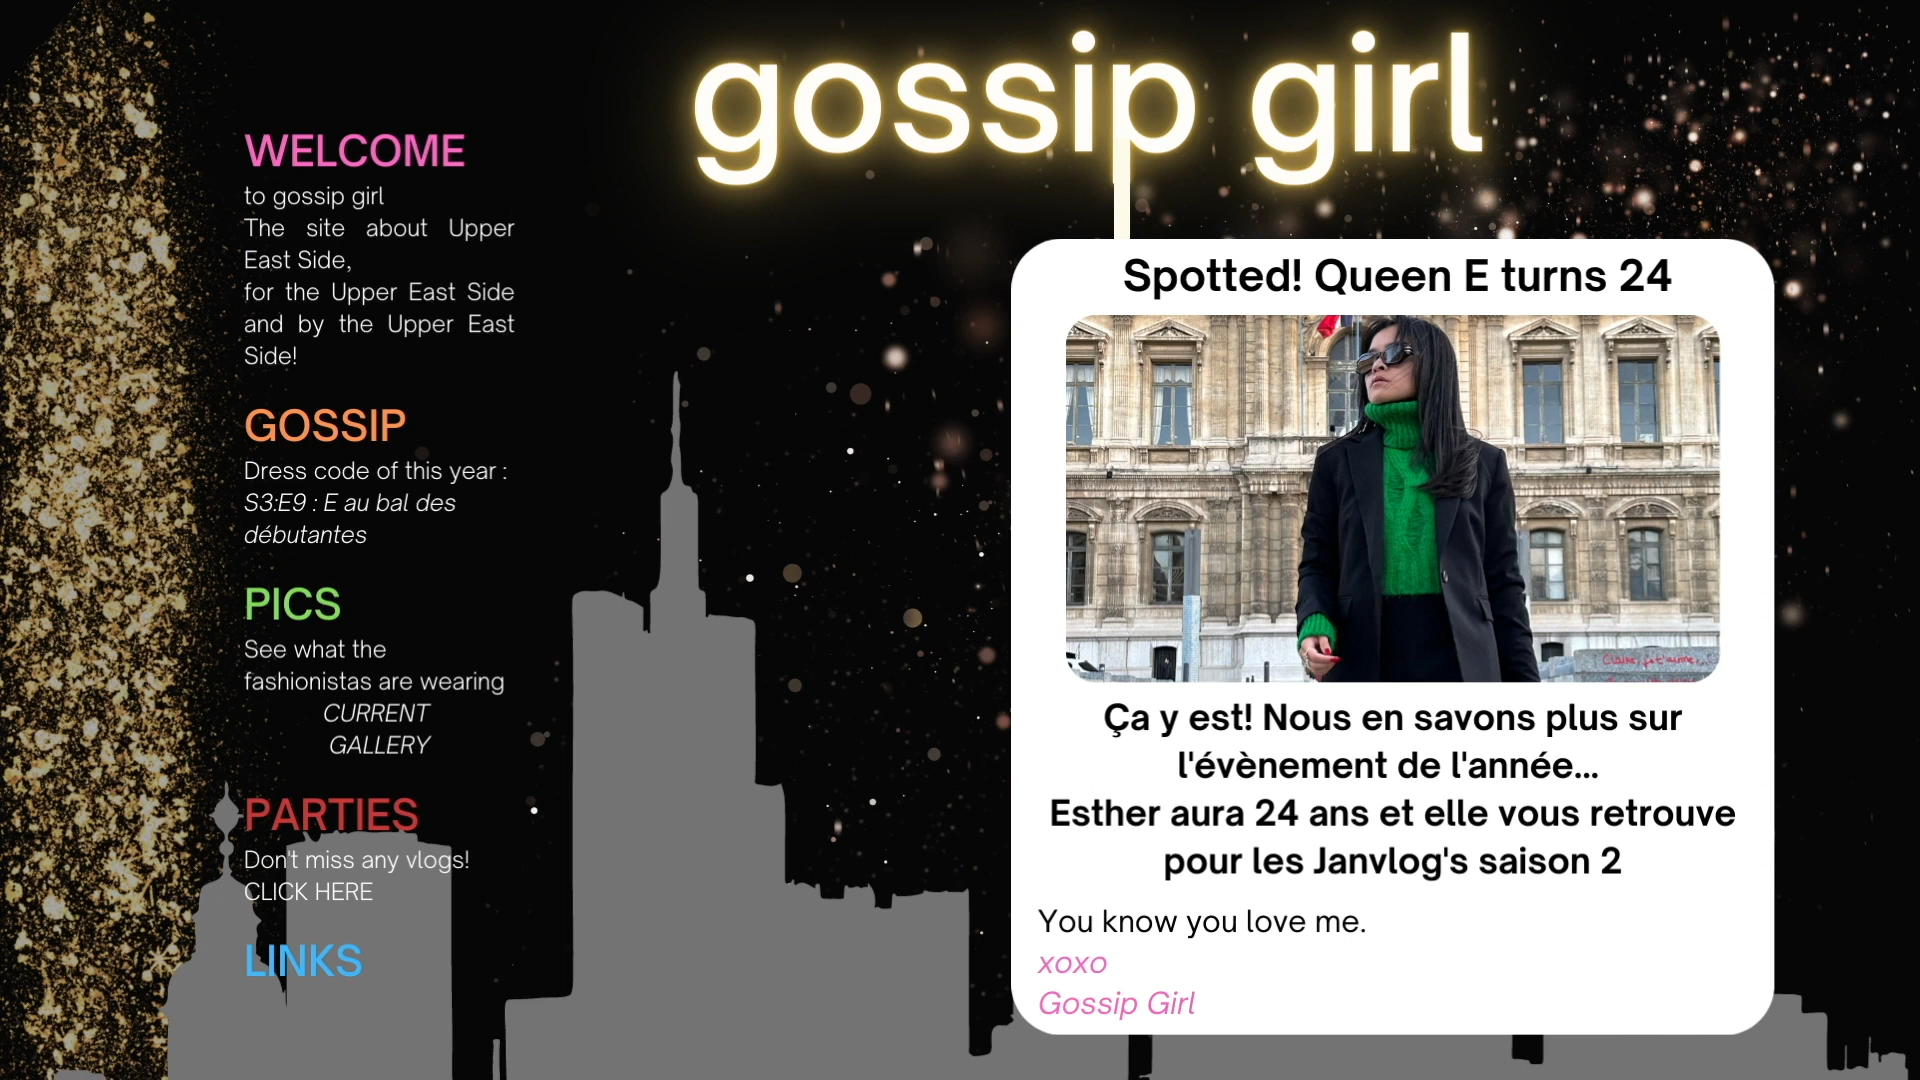 gossip girl
WELCOME
to gossip girl
The site about Upper
East Side,
for the Upper East Side
and by the Upper East
Side!
GOSSIP
Dress code of this year :
S3:E9 : E au bal des
débutantes
PICS
See what the
fashionistas are wearing
CURRENT
GALLERY
PARTIES
Don't miss any vlogs!
CLICK HERE
LINKS
Spotted! Queen E turns 24
Claire, je t'aime,
Ça y est! Nous en savons plus sur
l'évènement de l'année...
Esther aura 24 ans et elle vous retrouve
pour les Janvlog's saison 2
You know you love me.
xoxo
Gossip Girl